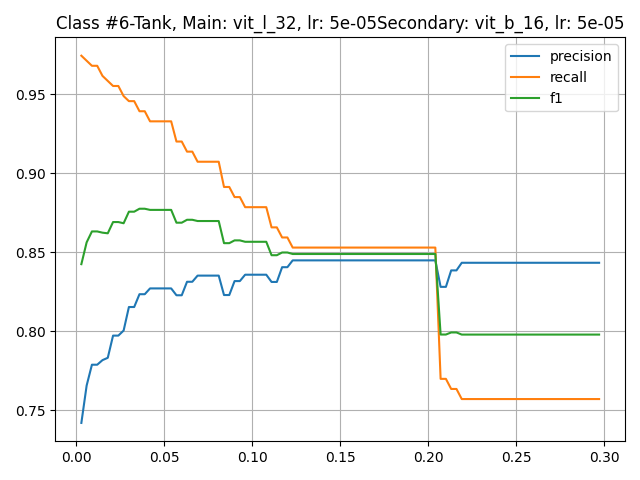 Class #6-Tank, Main: vit_l_32, lr: 5e-05Secondary: vit_b_16, lr: 5e-05
precision
recall
f1
0.95
0.90
0.85
0.80
0.75
0.00 0.05 0.10 0.15 0.20 0.25 0.30